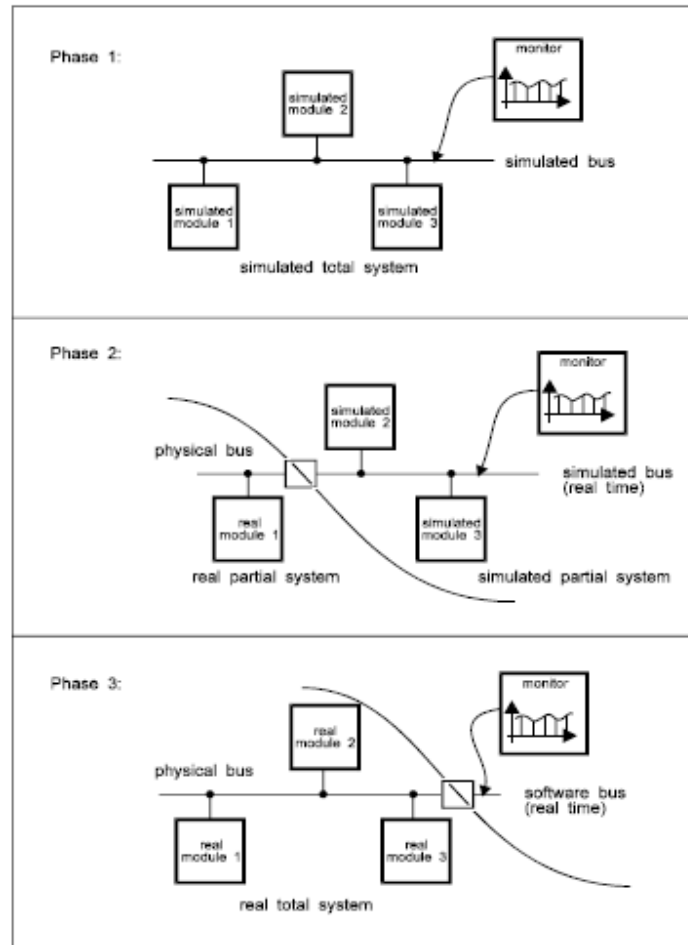 Phase 1:
monitor
simulated
module 2
simulated bus
simulated
module 1
simulated
module 3
simulated total system
Phase 2:
monitor
simulated
module 2
physical bus
simulated bus
(real time)
real
module 1
simulated
module 3
real partial system
simulated partial system
Phase 3:
monitor
real
module 2
physical bus
software bus
(real time)
real
module 1
real
module 3
real total system